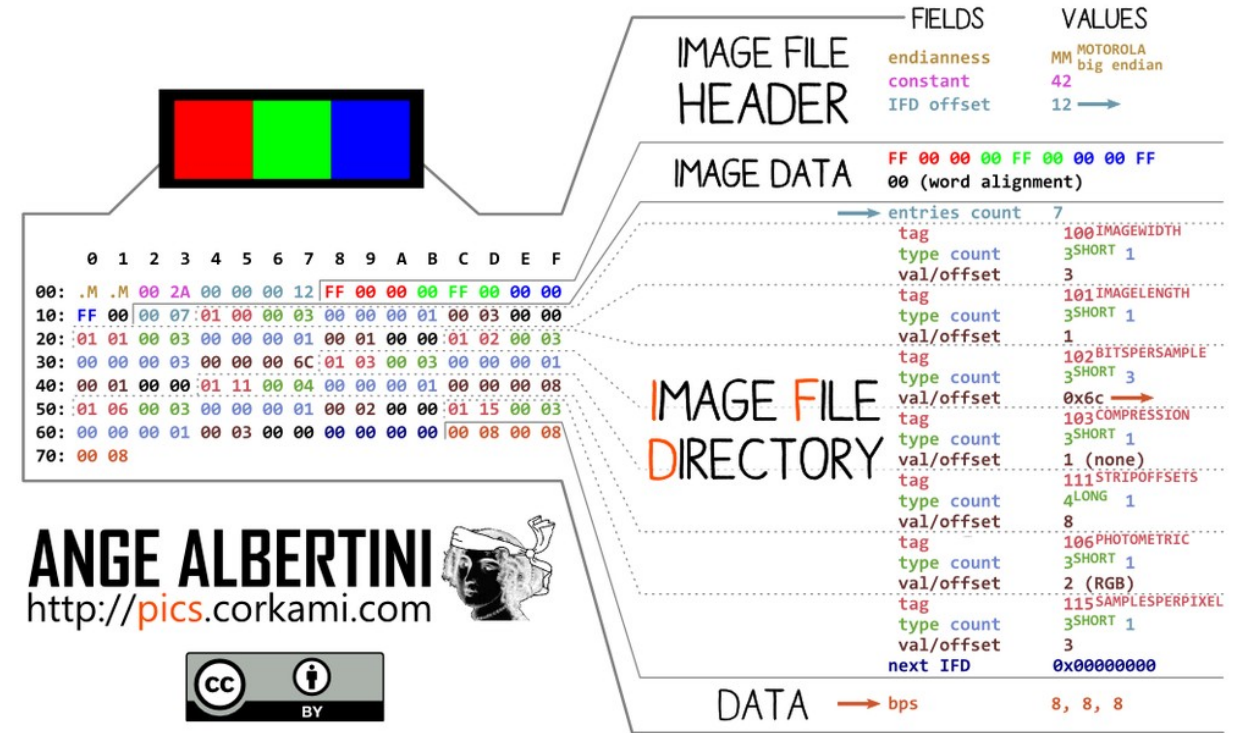 FIELDS VALUES
IMAGE FILE
HEADER
endianness MM MOTOROLA big endian
constant 42
IFD offset 12
IMAGE DATA
FF 00 00 00 FF 00 00 00 FF
00 (word alignment)
entries count 7
tag 100 IMAGEWIDTH
type count 3 SHORT 1
val/offset 3
tag 101 IMAGELENGTH
type count 3 SHORT 1
val/offset 1
tag 102 BITSPERSAMPLE
type count 3 SHORT 3
val/offset 0x6c
tag 103 COMPRESSION
type count 3 SHORT 1
val/offset 1 (none)
tag 111 STRIPOFFSETS
type count 4 LONG 1
val/offset 8
tag 106 PHOTOMETRIC
type count 3 SHORT 1
val/offset 2 (RGB)
tag 115 SAMPLESPERPIXEL
type count 3 SHORT 1
val/offset 3
next IFD 0x00000000
IMAGE FILE
DIRECTORY
DATA
bps 8, 8, 8
0 1 2 3 4 5 6 7 8 9 A B C D E F
00: .M .M 00 2A 00 00 00 12 FF 00 00 00 FF 00 00 00
10: FF 00 00 07 01 00 00 03 00 00 00 01 00 03 00 00
20: 01 01 00 03 00 00 00 01 00 01 00 00 01 02 00 03
30: 00 00 00 03 00 00 00 6C 01 03 00 03 00 00 00 01
40: 00 01 00 00 01 11 00 04 00 00 00 01 00 00 00 08
50: 01 06 00 03 00 00 00 01 00 02 00 00 01 15 00 03
60: 00 00 00 01 00 03 00 00 00 00 00 00 00 08 00 08
70: 00 08
ANGE ALBERTINI
http://pics.corkami.com
cc
BY